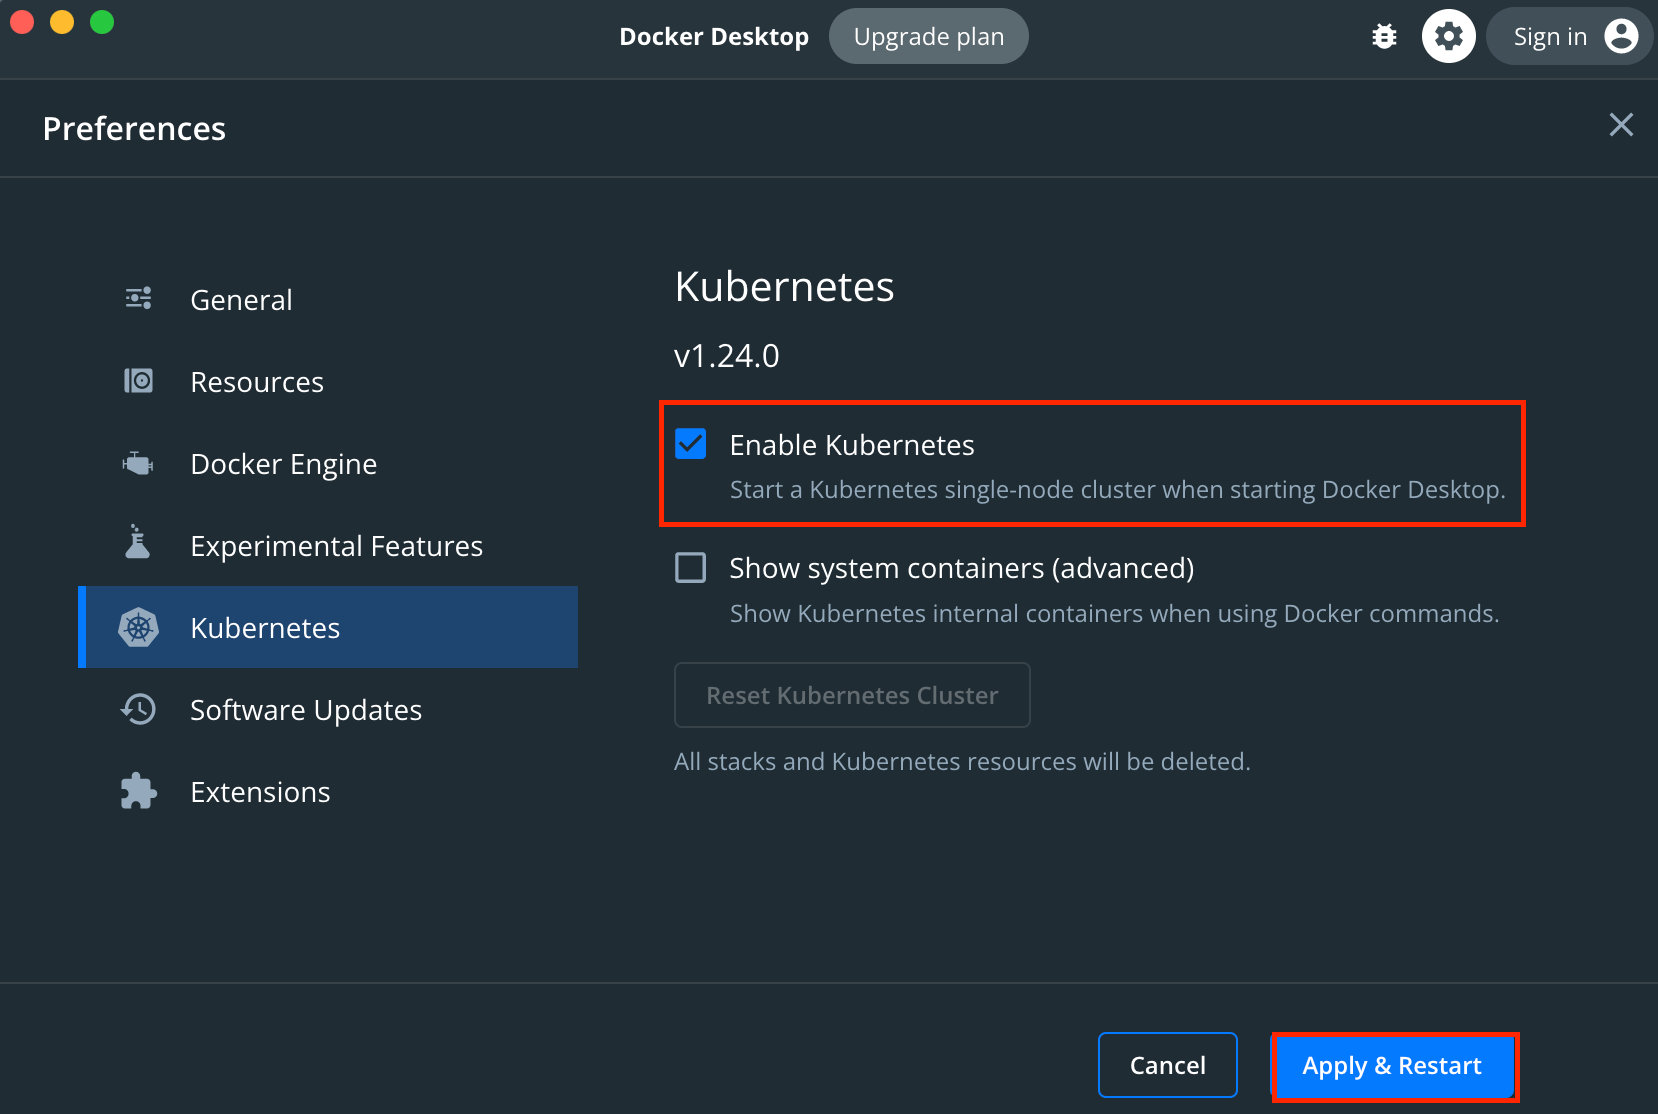 Docker Desktop
Upgrade plan
Sign in
Preferences
General
Resources
Docker Engine
Experimental Features
Kubernetes
Software Updates
Extensions
Kubernetes
v1.24.0
Enable Kubernetes
Start a Kubernetes single-node cluster when starting Docker Desktop.
Show system containers (advanced)
Show Kubernetes internal containers when using Docker commands.
Reset Kubernetes Cluster
All stacks and Kubernetes resources will be deleted.
Cancel
Apply & Restart